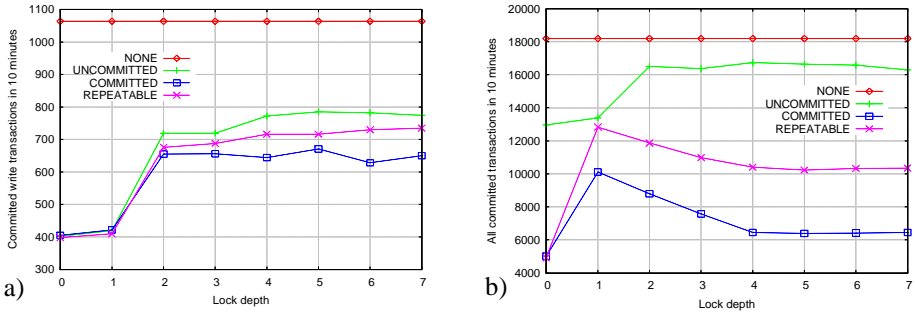 1100
1000
900
800
700
600
500
400
300
Committed write transactions in 10 minutes
NONE
UNCOMMITTED
COMMITTED
REPEATABLE
0 1 2 3 4 5 6 7
Lock depth
a)
20000
18000
16000
14000
12000
10000
8000
6000
4000
All committed transactions in 10 minutes
NONE
UNCOMMITTED
COMMITTED
REPEATABLE
0 1 2 3 4 5 6 7
Lock depth
b)